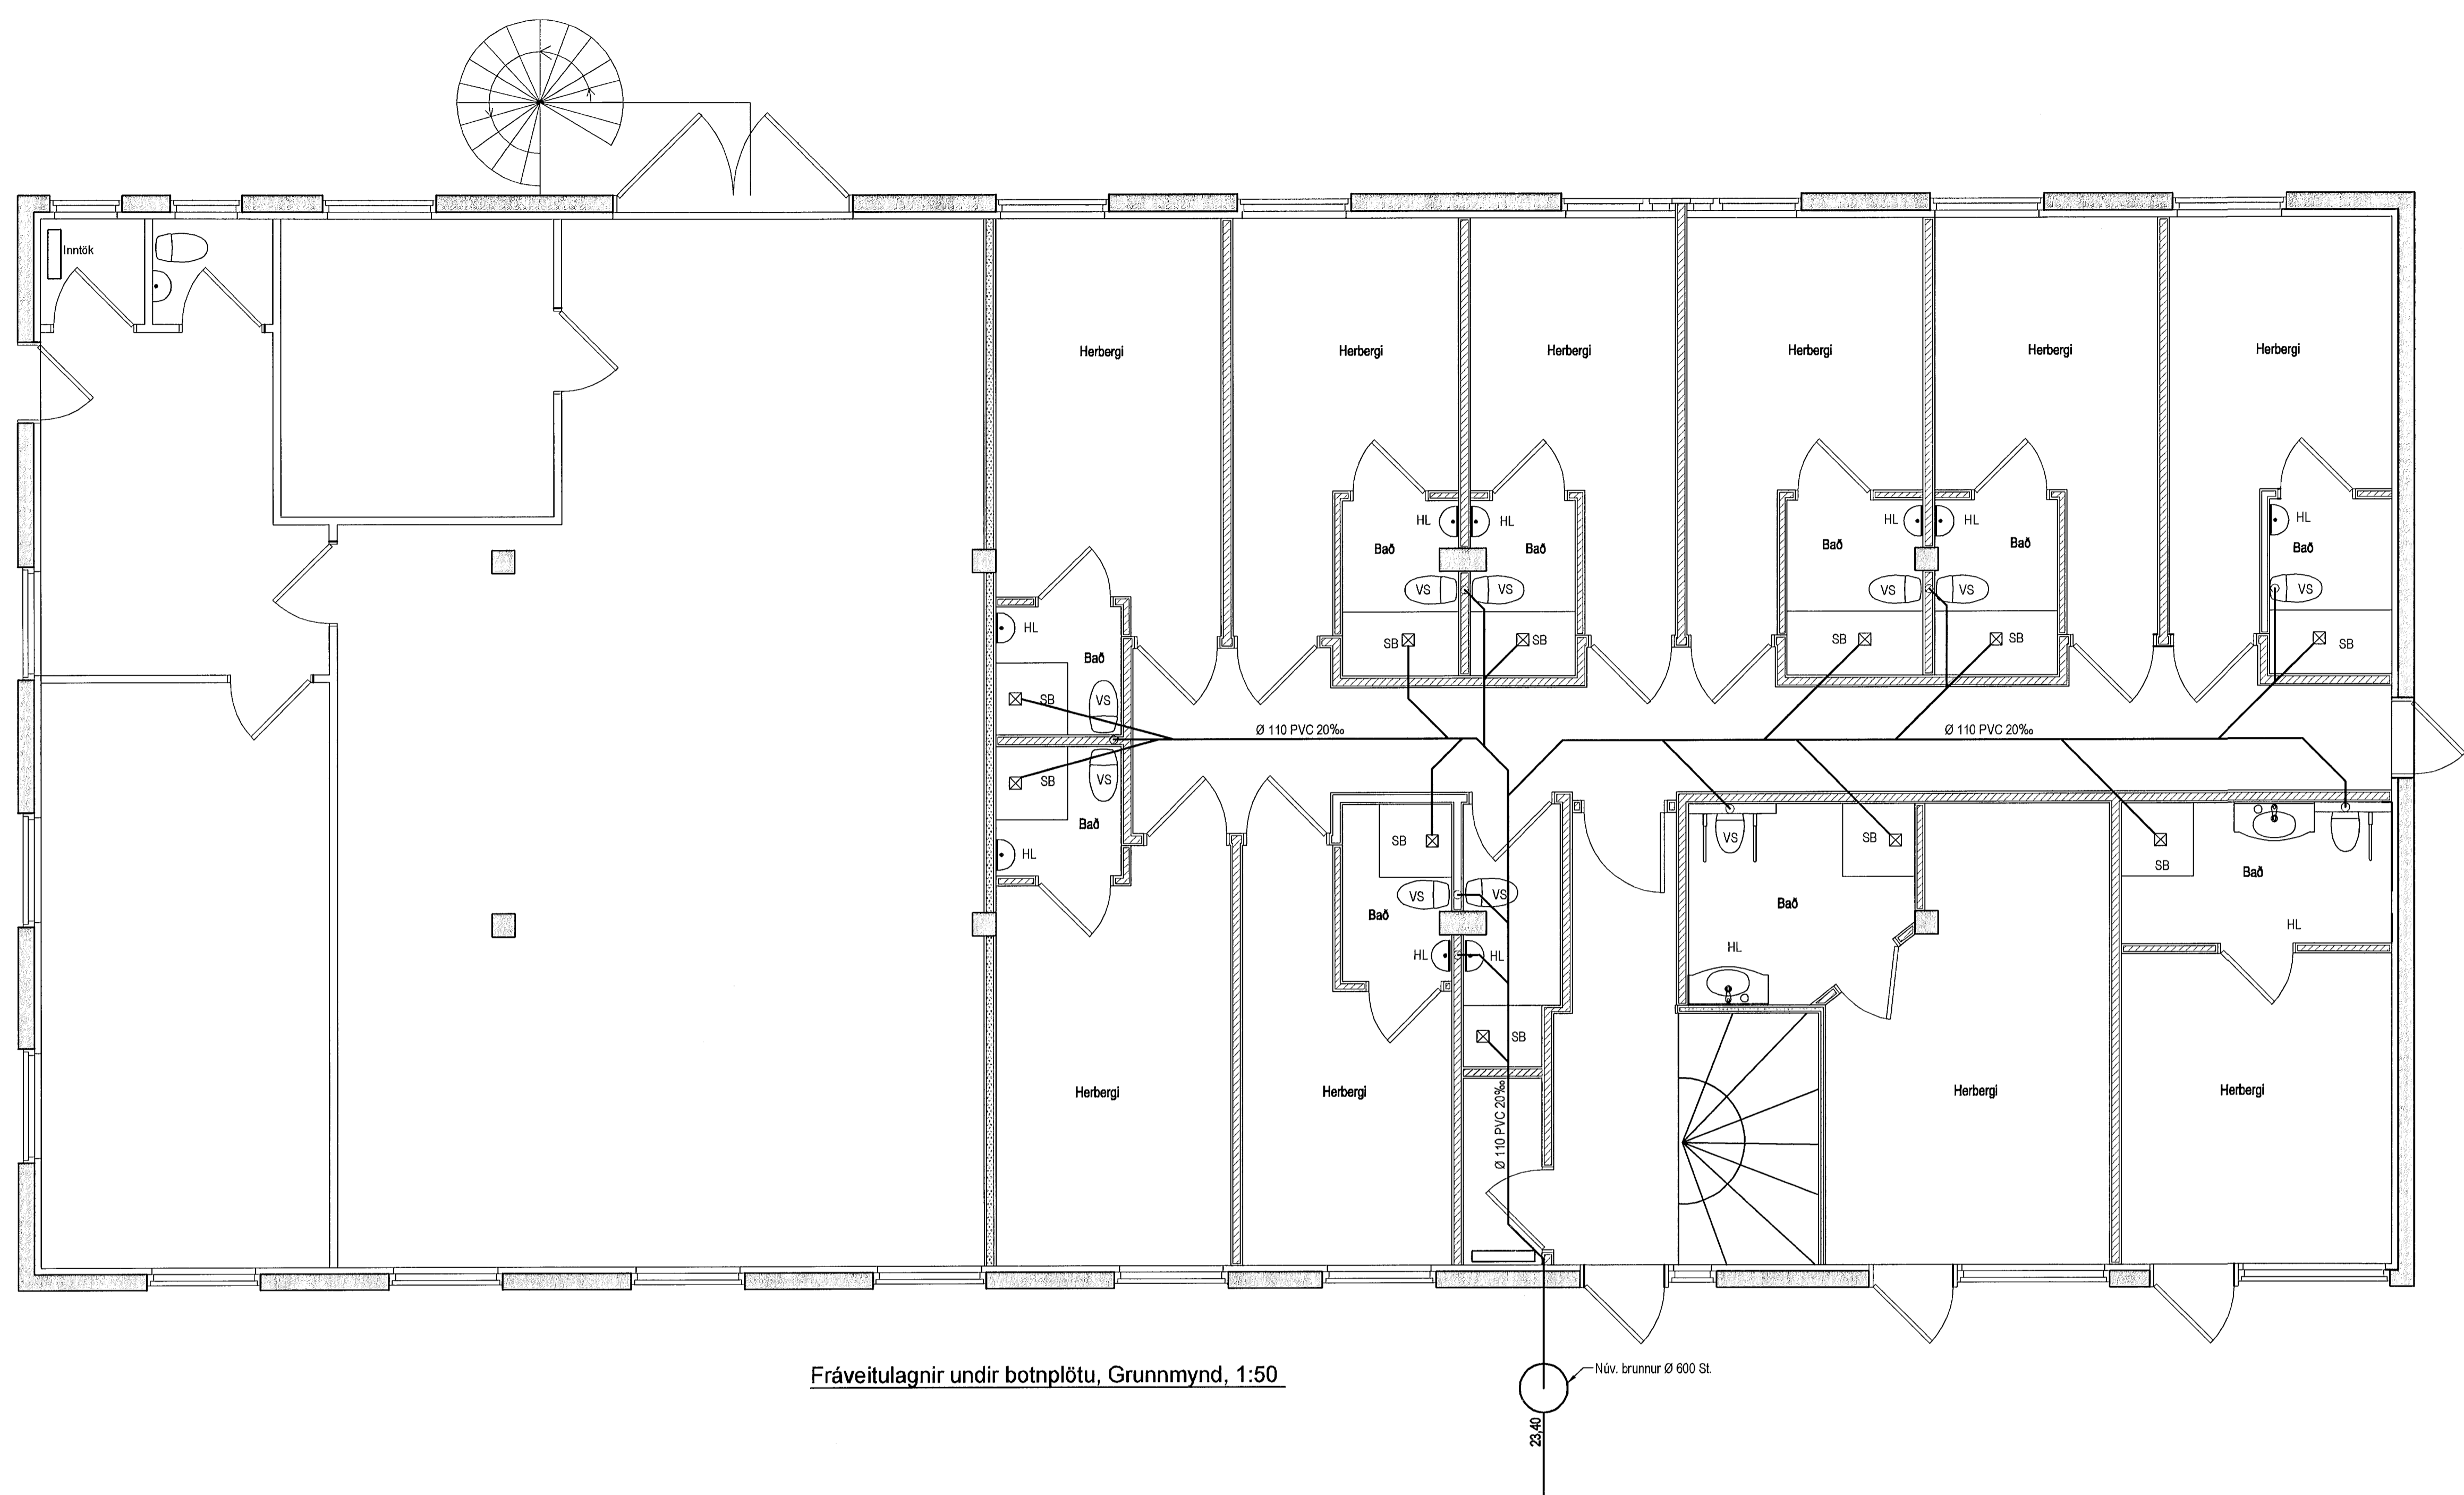 Inntök
Herbergi
Herbergi
Herbergi
Herbergi
Herbergi
Herbergi
HL
HL
HL
HL
HL
Bað
Bað
Bað
Bað
Bað
VS
VS
VS
VS
VS
SB
SB
SB
SB
SB
HL
Bað
SB
VS
Ø 110 PVC 20‰
Ø 110 PVC 20‰
SB
VS
Bað
HL
SB
VS
VS
Bað
HL
HL
SB
VS
SB
Bað
HL
SB
Bað
HL
Ø 110 PVC 20‰
Herbergi
Herbergi
Herbergi
Herbergi
Fráveitulagnir undir botnplötu, Grunnmynd, 1:50
Núv. brunnur Ø 600 St.
23,40